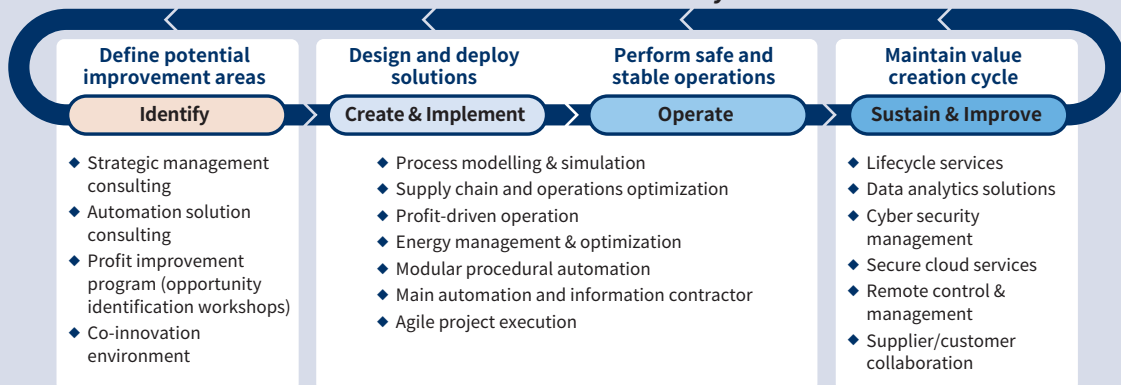 Define potential
improvement areas
Identify
Strategic management
consulting
Automation solution
consulting
Profit improvement
program (opportunity
identification workshops)
Co-innovation
environment
Design and deploy
solutions
Create & Implement
Perform safe and
stable operations
Operate
Process modelling & simulation
Supply chain and operations optimization
Profit-driven operation
Energy management & optimization
Modular procedural automation
Main automation and information contractor
Agile project execution
Maintain value
creation cycle
Sustain & Improve
Lifecycle services
Data analytics solutions
Cyber security
management
Secure cloud services
Remote control &
management
Supplier/customer
collaboration